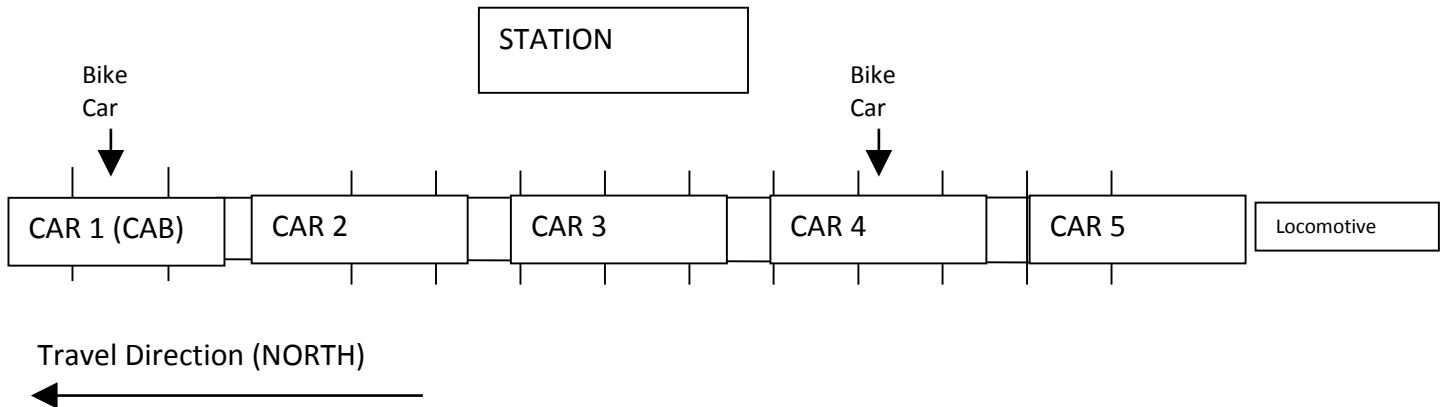 STATION
Bike
Car
Bike
Car
CAR 1 (CAB)
CAR 2
CAR 3
CAR 4
CAR 5
Locomotive
Travel Direction (NORTH)